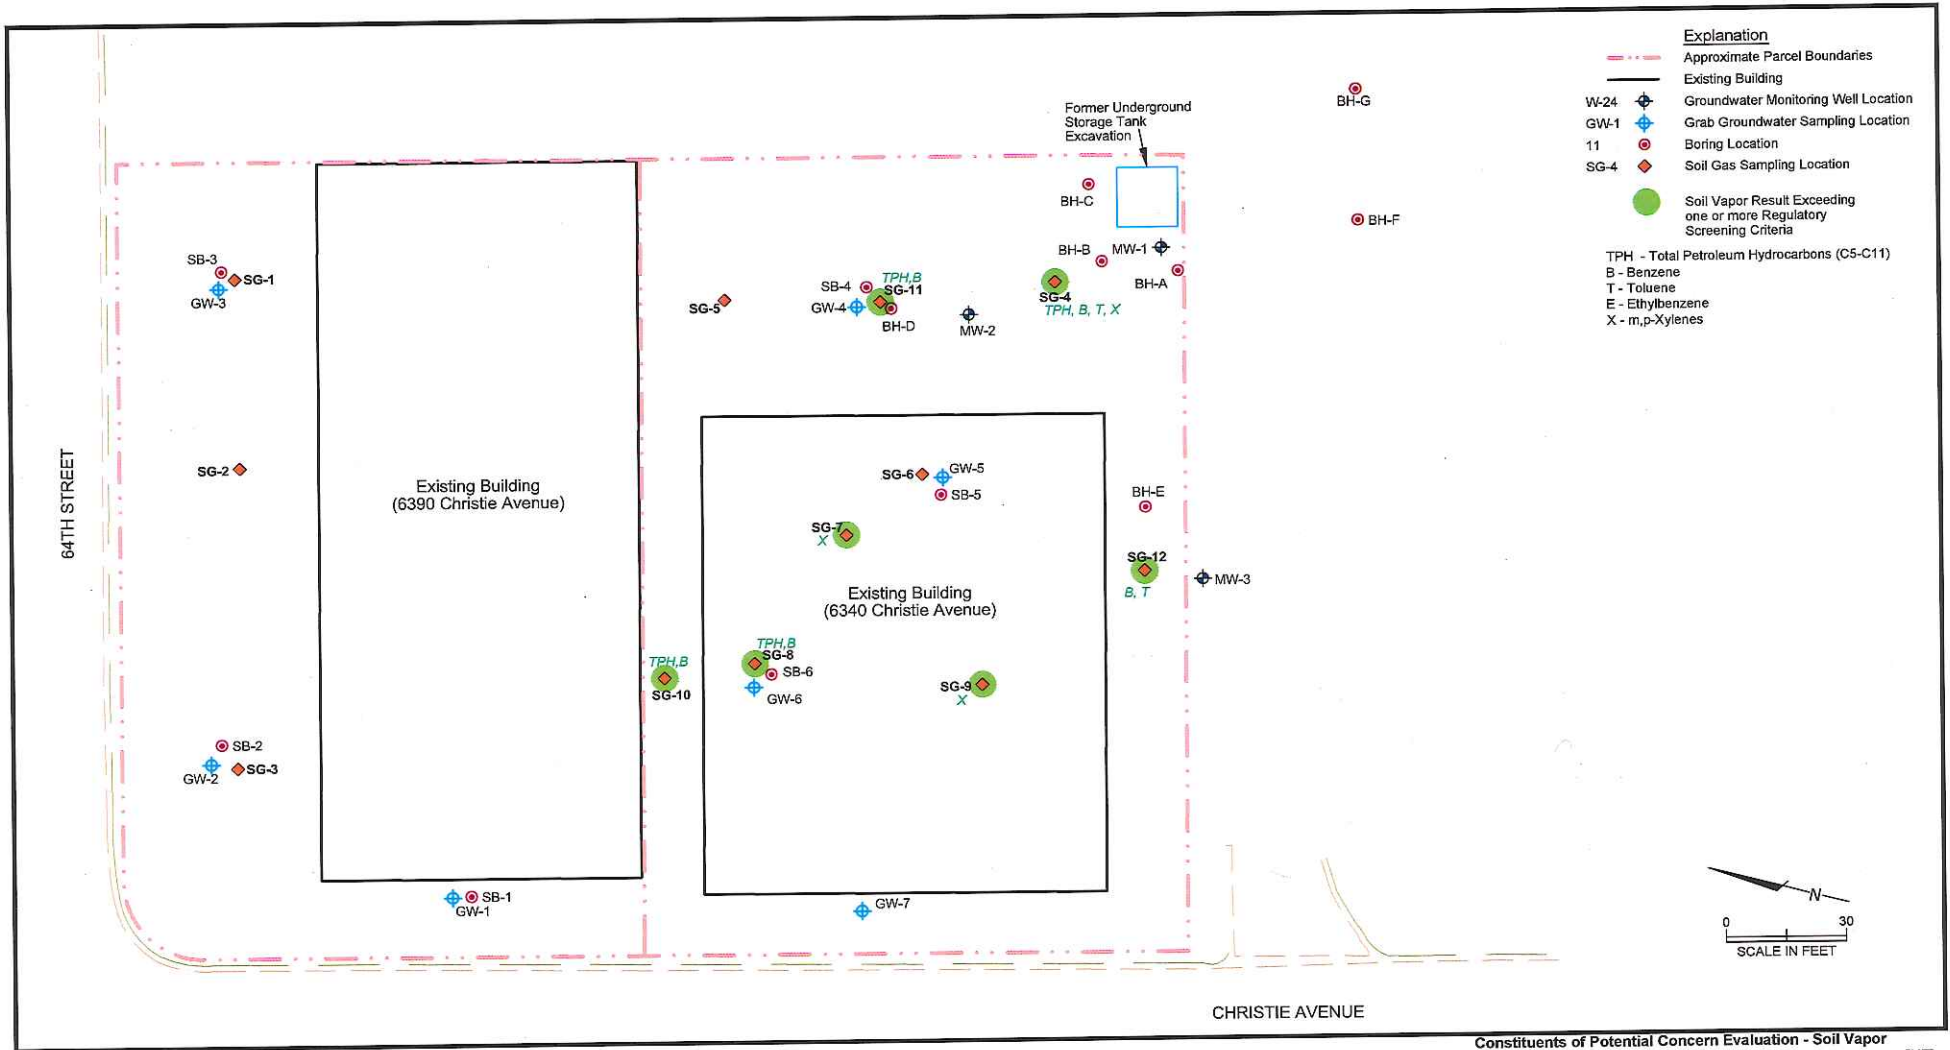 Explanation
Approximate Parcel Boundaries
Existing Building
W-24 Groundwater Monitoring Well Location
GW-1 Grab Groundwater Sampling Location
11 Boring Location
SG-4 Soil Gas Sampling Location
Soil Vapor Result Exceeding
one or more Regulatory
Screening Criteria
TPH - Total Petroleum Hydrocarbons (C5-C11)
B - Benzene
T - Toluene
E - Ethylbenzene
X - m,p-Xylenes
BH-G
Former Underground
Storage Tank
Excavation
BH-C
BH-F
BH-B
MW-1
BH-A
SB-3
SG-1
GW-3
SG-5
TPH,B
SB-4
SG-11
GW-4
BH-D
MW-2
SG-4
TPH, B, T, X
64TH STREET
SG-2
Existing Building
(6390 Christie Avenue)
SG-6
GW-5
SB-5
SG-7
X
BH-E
SG-12
B, T
MW-3
Existing Building
(6340 Christie Avenue)
TPH,B
SG-8
SB-6
GW-6
TPH,B
SG-10
SG-9
X
SB-2
GW-2
SG-3
SB-1
GW-1
GW-7
N
0 30
SCALE IN FEET
CHRISTIE AVENUE
Constituents of Potential Concern Evaluation - Soil Vapor